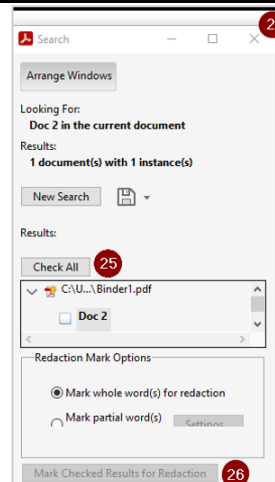 Search
2
Arrange Windows
Looking For:
Doc 2 in the current document
Results:
1 document(s) with 1 instance(s)
New Search
Results:
Check All 25
C:\U...\Binder1.pdf
Doc 2
Redaction Mark Options
Mark whole word(s) for redaction
Mark partial word(s)
Settings...
Mark Checked Results for Redaction 26